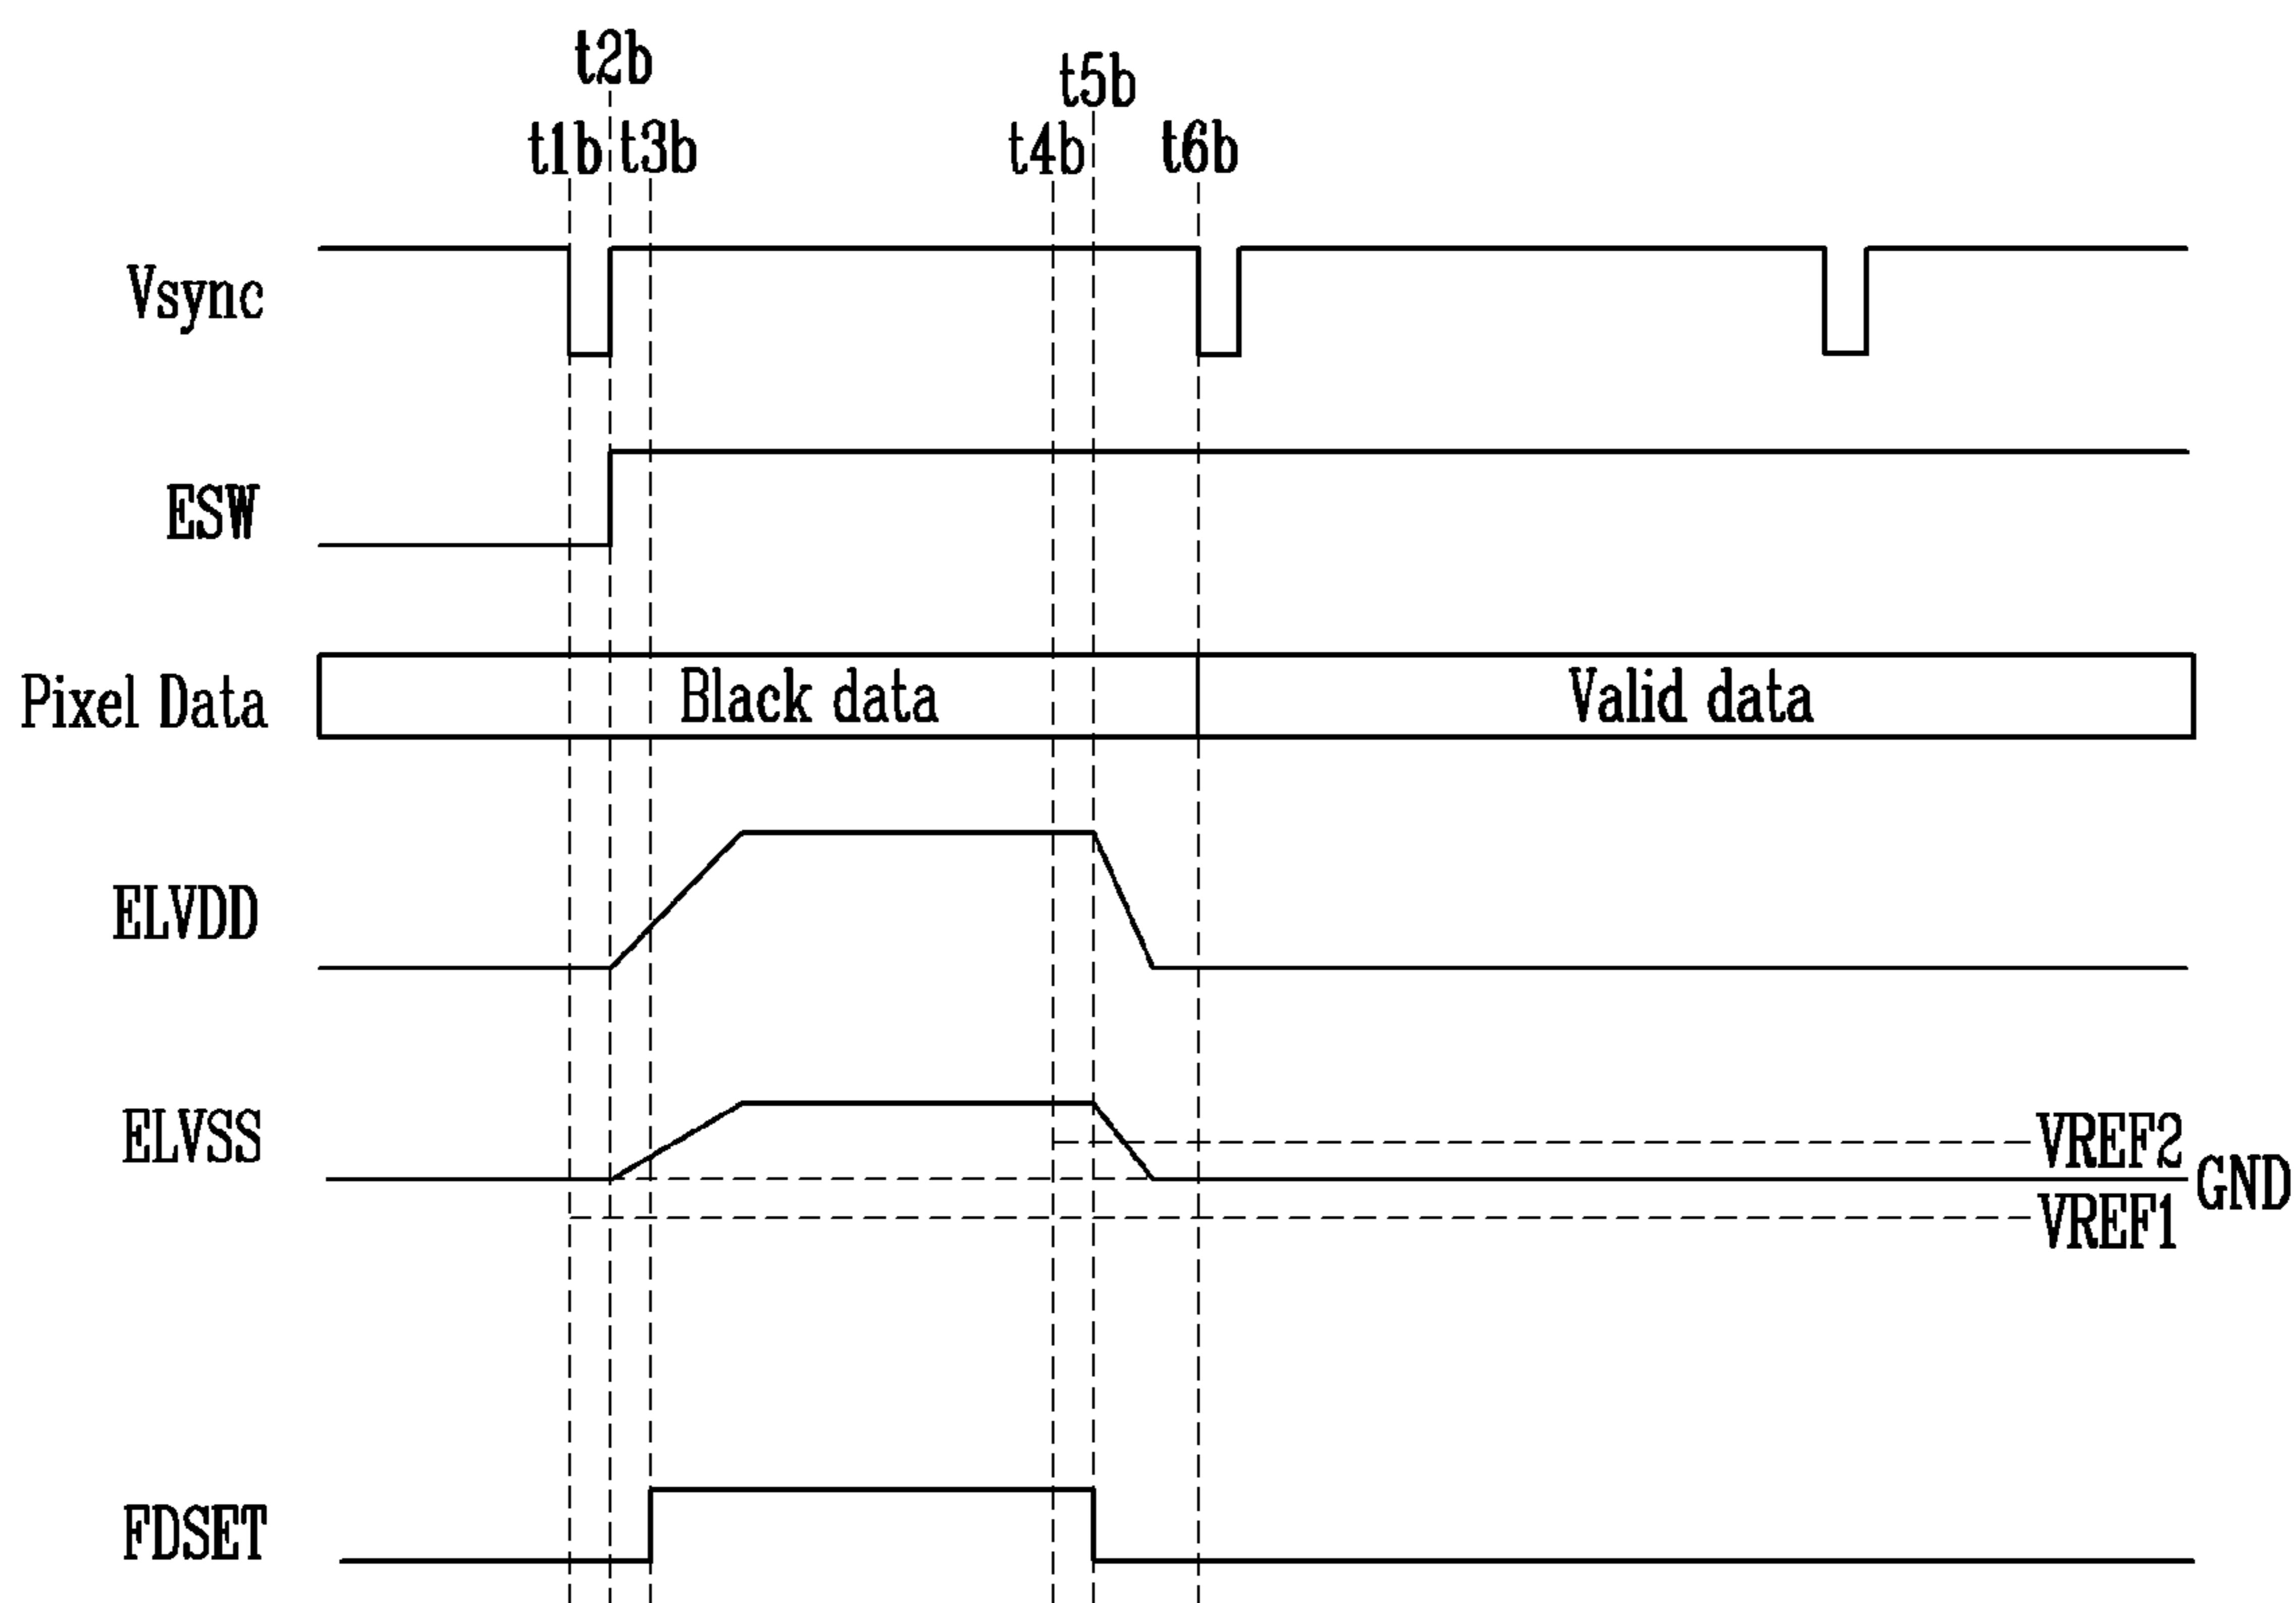 t2b
t5b
t1b t3b
t4b t6b
Vsync
ESW
Pixel Data Black data Valid data
ELVDD
ELVSS
VREF2
GND
VREF1
FDSET